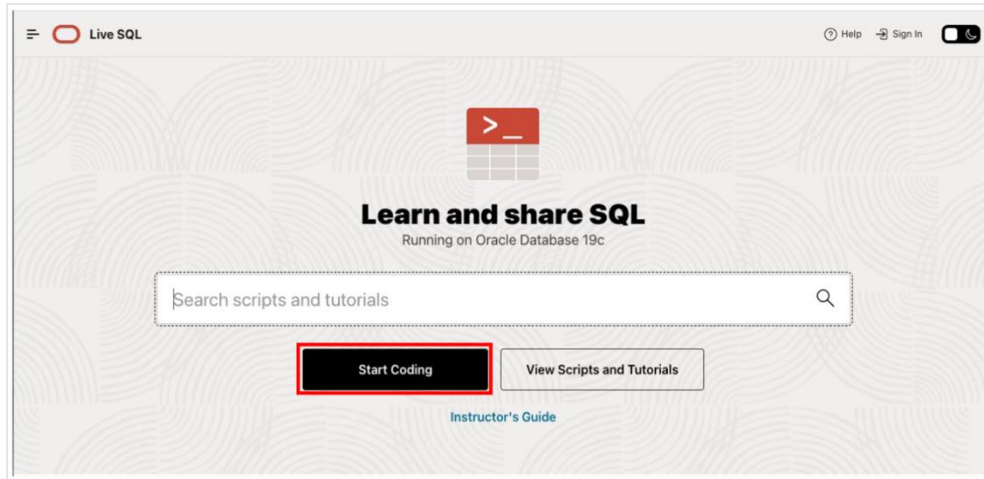 Live SQL
Help Sign In
>_
Learn and share SQL
Running on Oracle Database 19c
Search scripts and tutorials
Start Coding View Scripts and Tutorials
Instructor's Guide